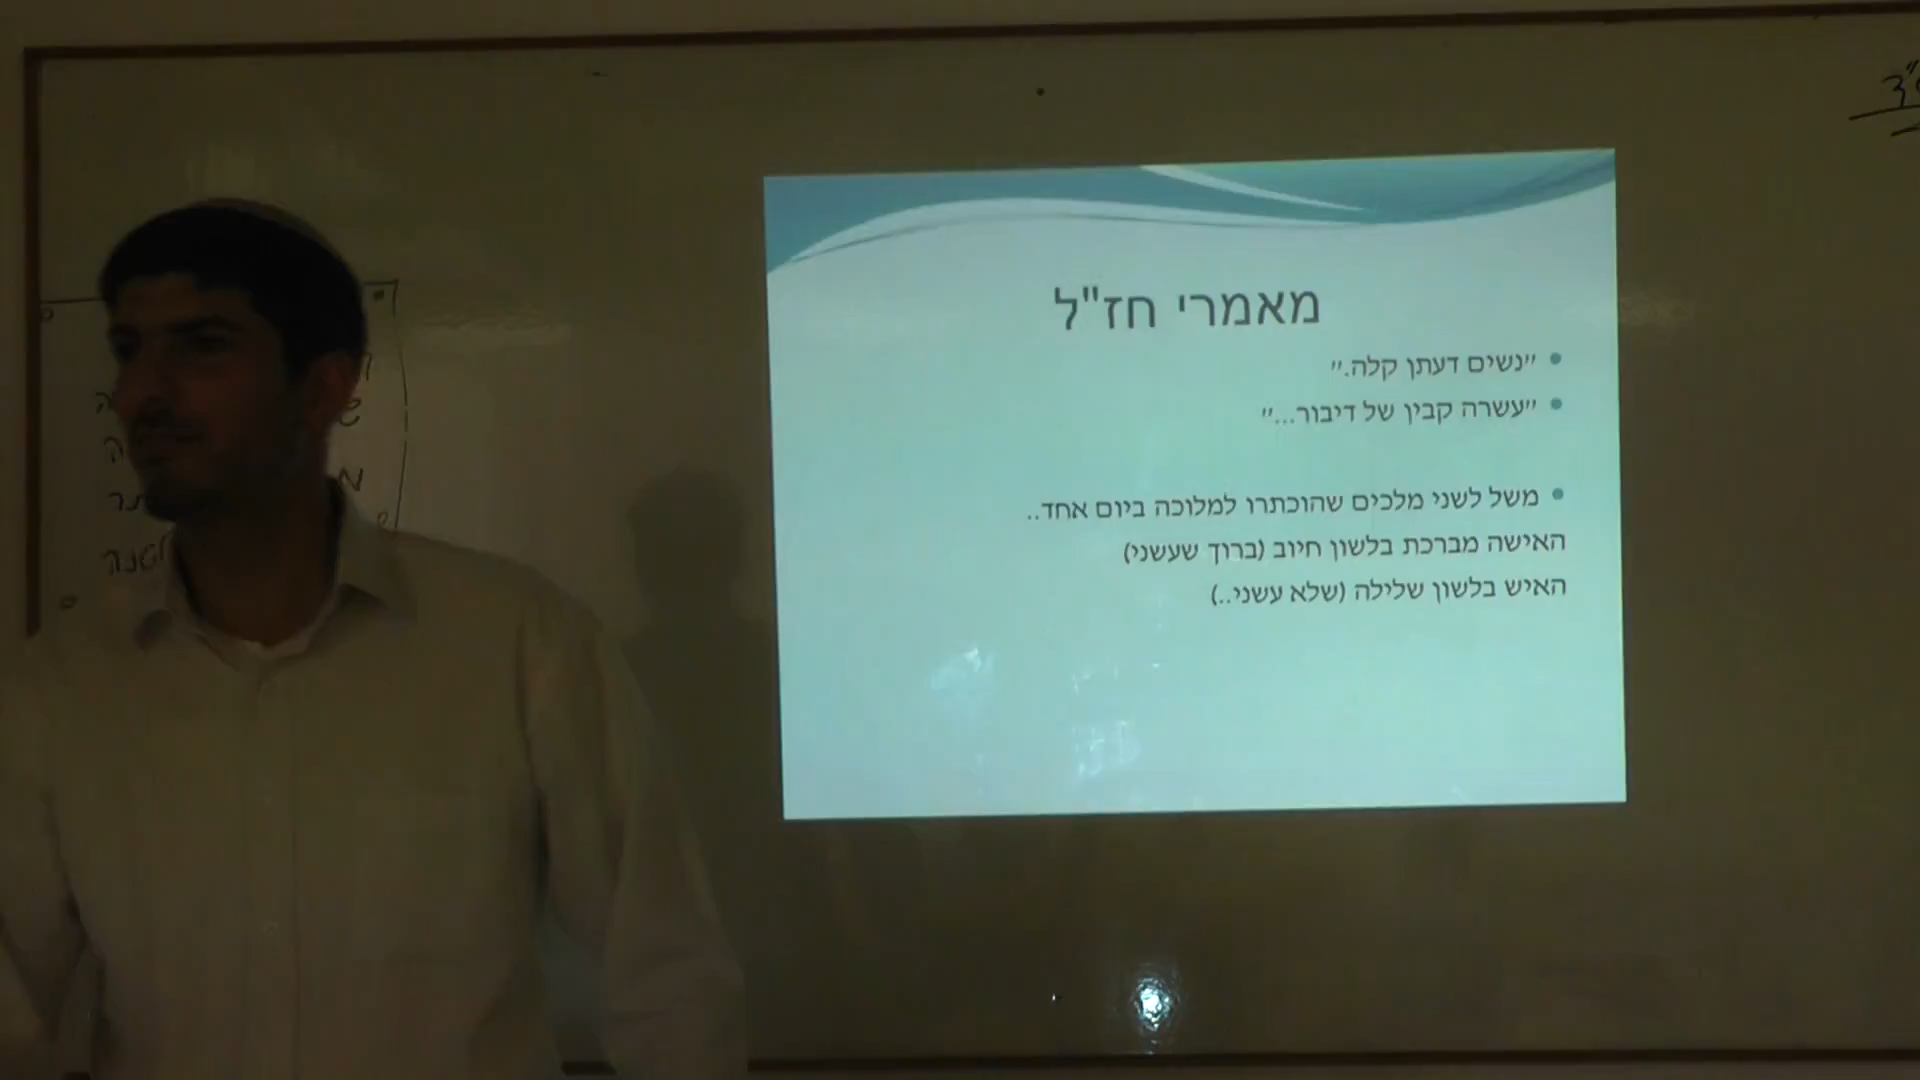 מאמרי חז"ל
"נשים דעתן קלה."
"עשרה קבין של דיבור..."
משל לשני מלכים שהוכתרו למלוכה ביום אחד..
האישה מברכת בלשון חיוב (ברוך שעשני)
האיש בלשון שלילה (שלא עשני..)